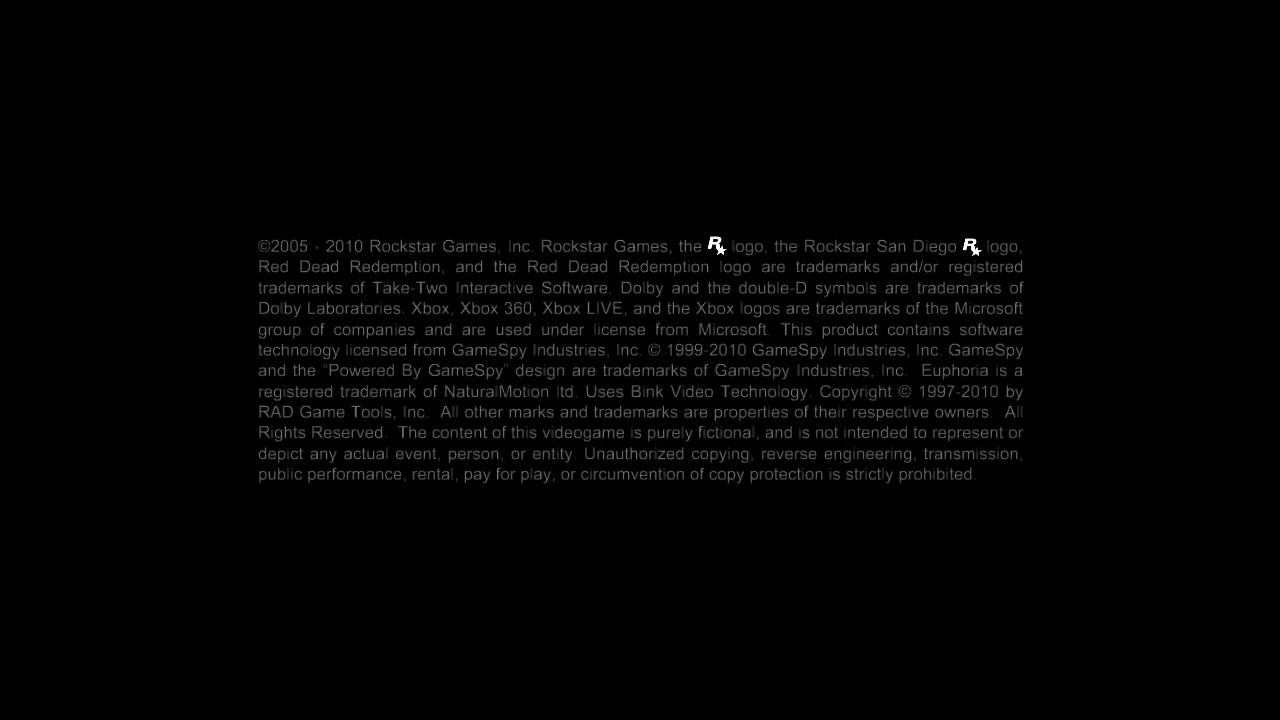 ©2005 - 2010 Rockstar Games, Inc. Rockstar Games, the R logo, the Rockstar San Diego R logo,
Red Dead Redemption, and the Red Dead Redemption logo are trademarks and/or registered
trademarks of Take-Two Interactive Software. Dolby and the double-D symbols are trademarks of
Dolby Laboratories. Xbox, Xbox 360, Xbox LIVE, and the Xbox logos are trademarks of the Microsoft
group of companies and are used under license from Microsoft. This product contains software
technology licensed from GameSpy Industries, Inc. © 1999-2010 GameSpy Industries, Inc. GameSpy
and the “Powered By GameSpy” design are trademarks of GameSpy Industries, Inc. Euphoria is a
registered trademark of NaturalMotion ltd. Uses Bink Video Technology. Copyright © 1997-2010 by
RAD Game Tools, Inc. All other marks and trademarks are properties of their respective owners. All
Rights Reserved. The content of this videogame is purely fictional, and is not intended to represent or
depict any actual event, person, or entity. Unauthorized copying, reverse engineering, transmission,
public performance, rental, pay for play, or circumvention of copy protection is strictly prohibited.